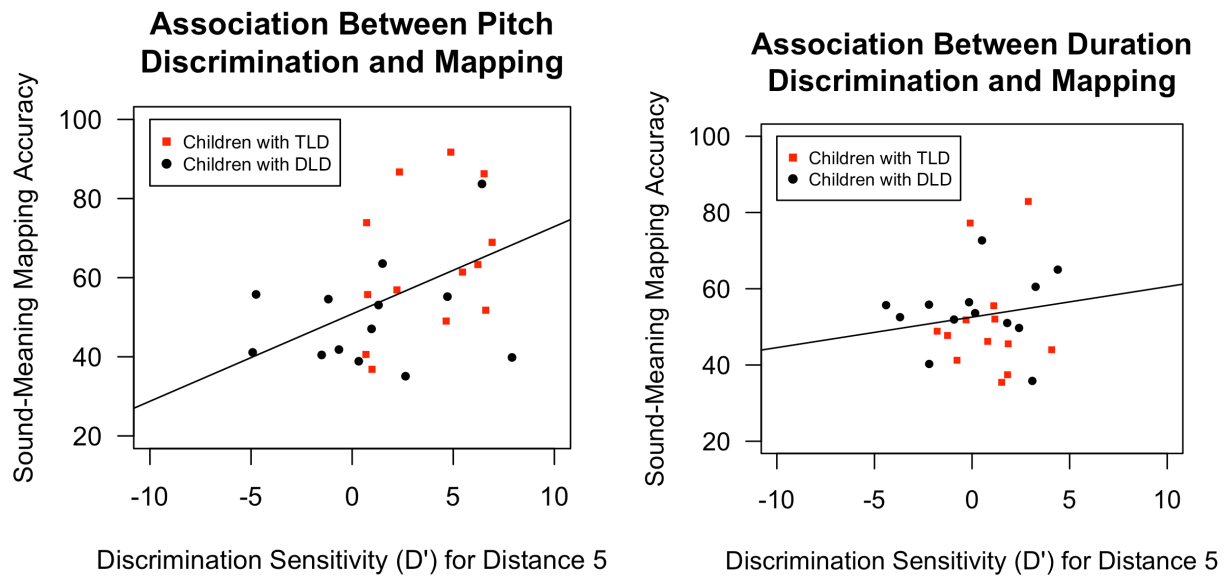 Association Between Pitch
Discrimination and Mapping
Sound-Meaning Mapping Accuracy
100
80
60
40
20
Children with TLD
Children with DLD
-10 -5 0 5 10
Discrimination Sensitivity (D') for Distance 5
Association Between Duration
Discrimination and Mapping
Sound-Meaning Mapping Accuracy
100
80
60
40
20
Children with TLD
Children with DLD
-10 -5 0 5 10
Discrimination Sensitivity (D') for Distance 5